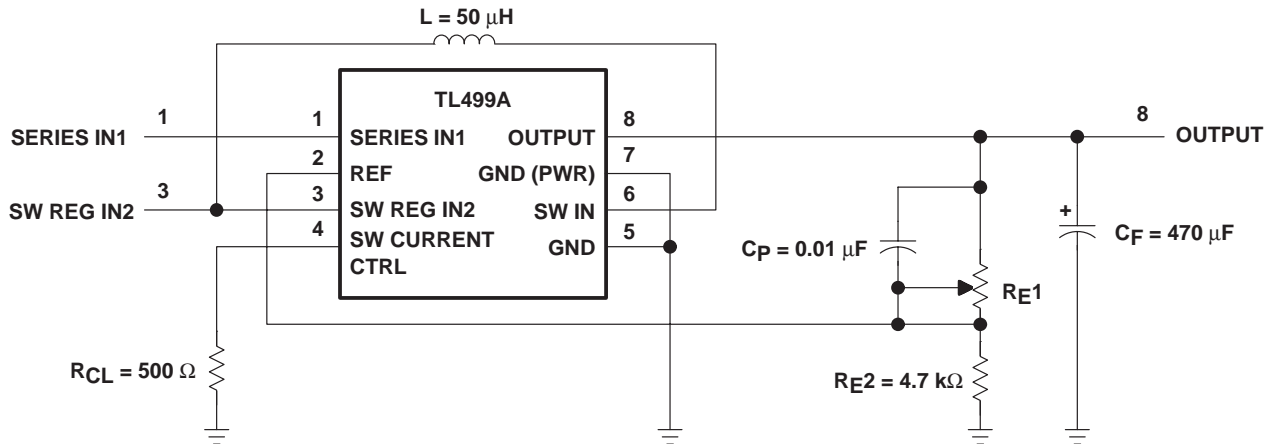 L = 50 μH
TL499A
1
SERIES IN1
1
SERIES IN1
OUTPUT
8
8
OUTPUT
2
REF
GND (PWR)
7
3
SW REG IN2
3
SW REG IN2
SW IN
6
4
SW CURRENT
CTRL
GND
5
CP = 0.01 μF
+
CF = 470 μF
RE1
RCL = 500 Ω
RE2 = 4.7 kΩ